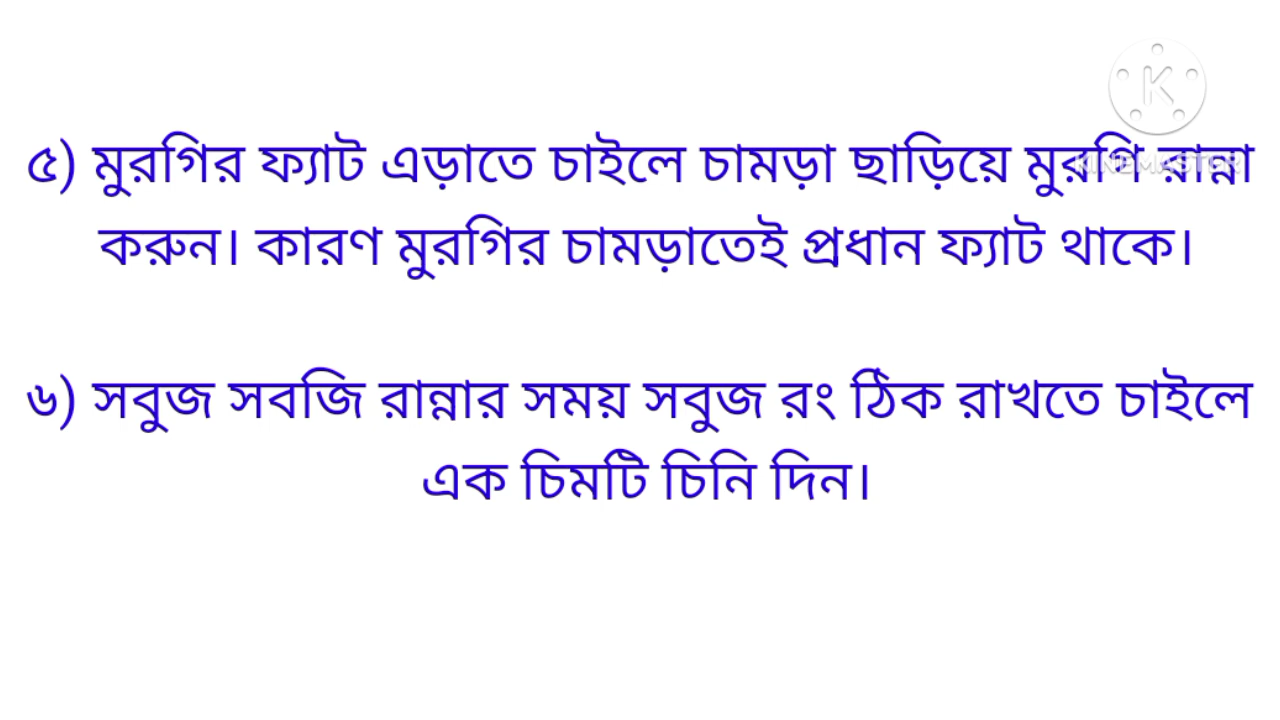 K
KINEMASTER
৫) মুরগির ফ্যাট এড়াতে চাইলে চামড়া ছাড়িয়ে মুরগি রান্না
করুন। কারণ মুরগির চামড়াতেই প্রধান ফ্যাট থাকে।
৬) সবুজ সবজি রান্নার সময় সবুজ রং ঠিক রাখতে চাইলে
এক চিমটি চিনি দিন।